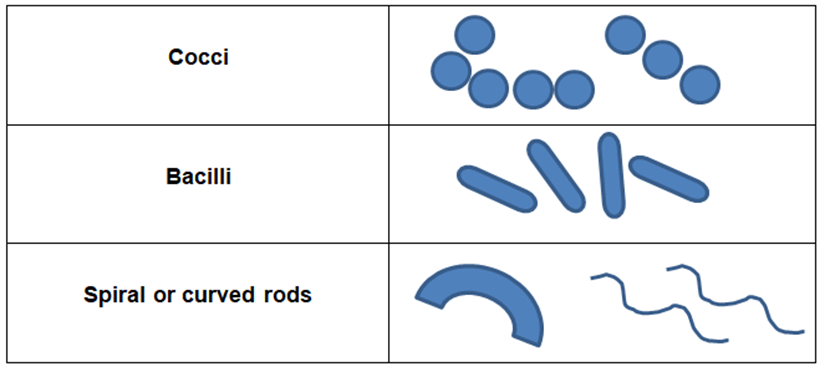 Cocci
Bacilli
Spiral or curved rods